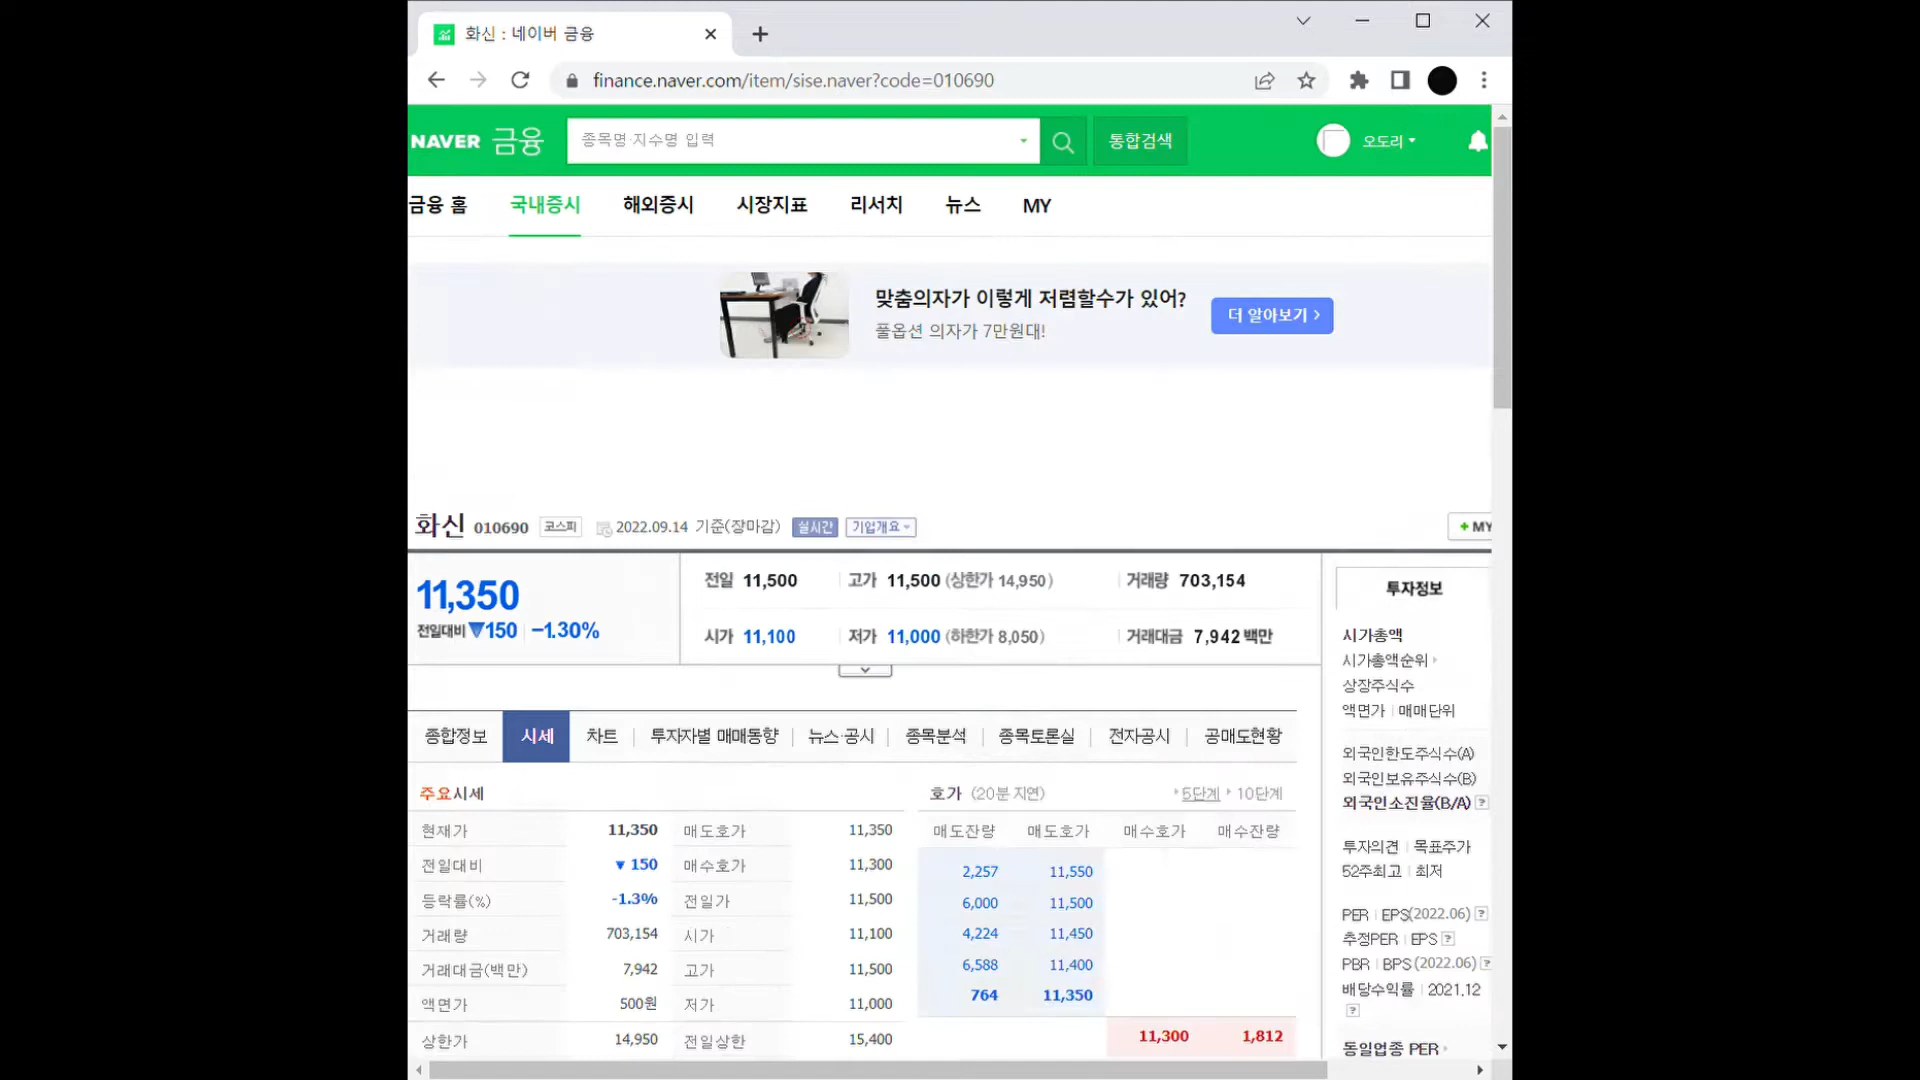 화신 : 네이버 금융
finance.naver.com/item/sise.naver?code=010690
NAVER 금융
종목명·지수명 입력
통합검색
오도리
금융 홈 국내증시 해외증시 시장지표 리서치 뉴스 MY
맞춤의자가 이렇게 저렴할수가 있어?
풀옵션 의자가 7만원대!
더 알아보기 >
화신 010690 코스피 2022.09.14 기준(장마감) 실시간 기업개요
+ MY
11,350
전일대비 ▼150 -1.30%
전일 11,500 고가 11,500 (상한가 14,950) 거래량 703,154
시가 11,100 저가 11,000 (하한가 8,050) 거래대금 7,942 백만
종합정보 시세 차트 투자자별 매매동향 뉴스·공시 종목분석 종목토론실 전자공시 공매도현황
주요시세
현재가 11,350 매도호가 11,350
전일대비 ▼ 150 매수호가 11,300
등락률(%) -1.3% 전일가 11,500
거래량 703,154 시가 11,100
거래대금(백만) 7,942 고가 11,500
액면가 500원 저가 11,000
상한가 14,950 전일상한 15,400
호가 (20분 지연) 5단계 10단계
매도잔량 매도호가 매수호가 매수잔량
2,257 11,550
6,000 11,500
4,224 11,450
6,588 11,400
764 11,350
11,300 1,812
투자정보
시가총액
시가총액순위
상장주식수
액면가 매매단위
외국인한도주식수(A)
외국인보유주식수(B)
외국인소진율(B/A) ?
투자의견 목표주가
52주최고 최저
PER EPS(2022.06) ?
추정PER EPS ?
PBR BPS (2022.06) ?
배당수익률 2021.12
?
동일업종 PER